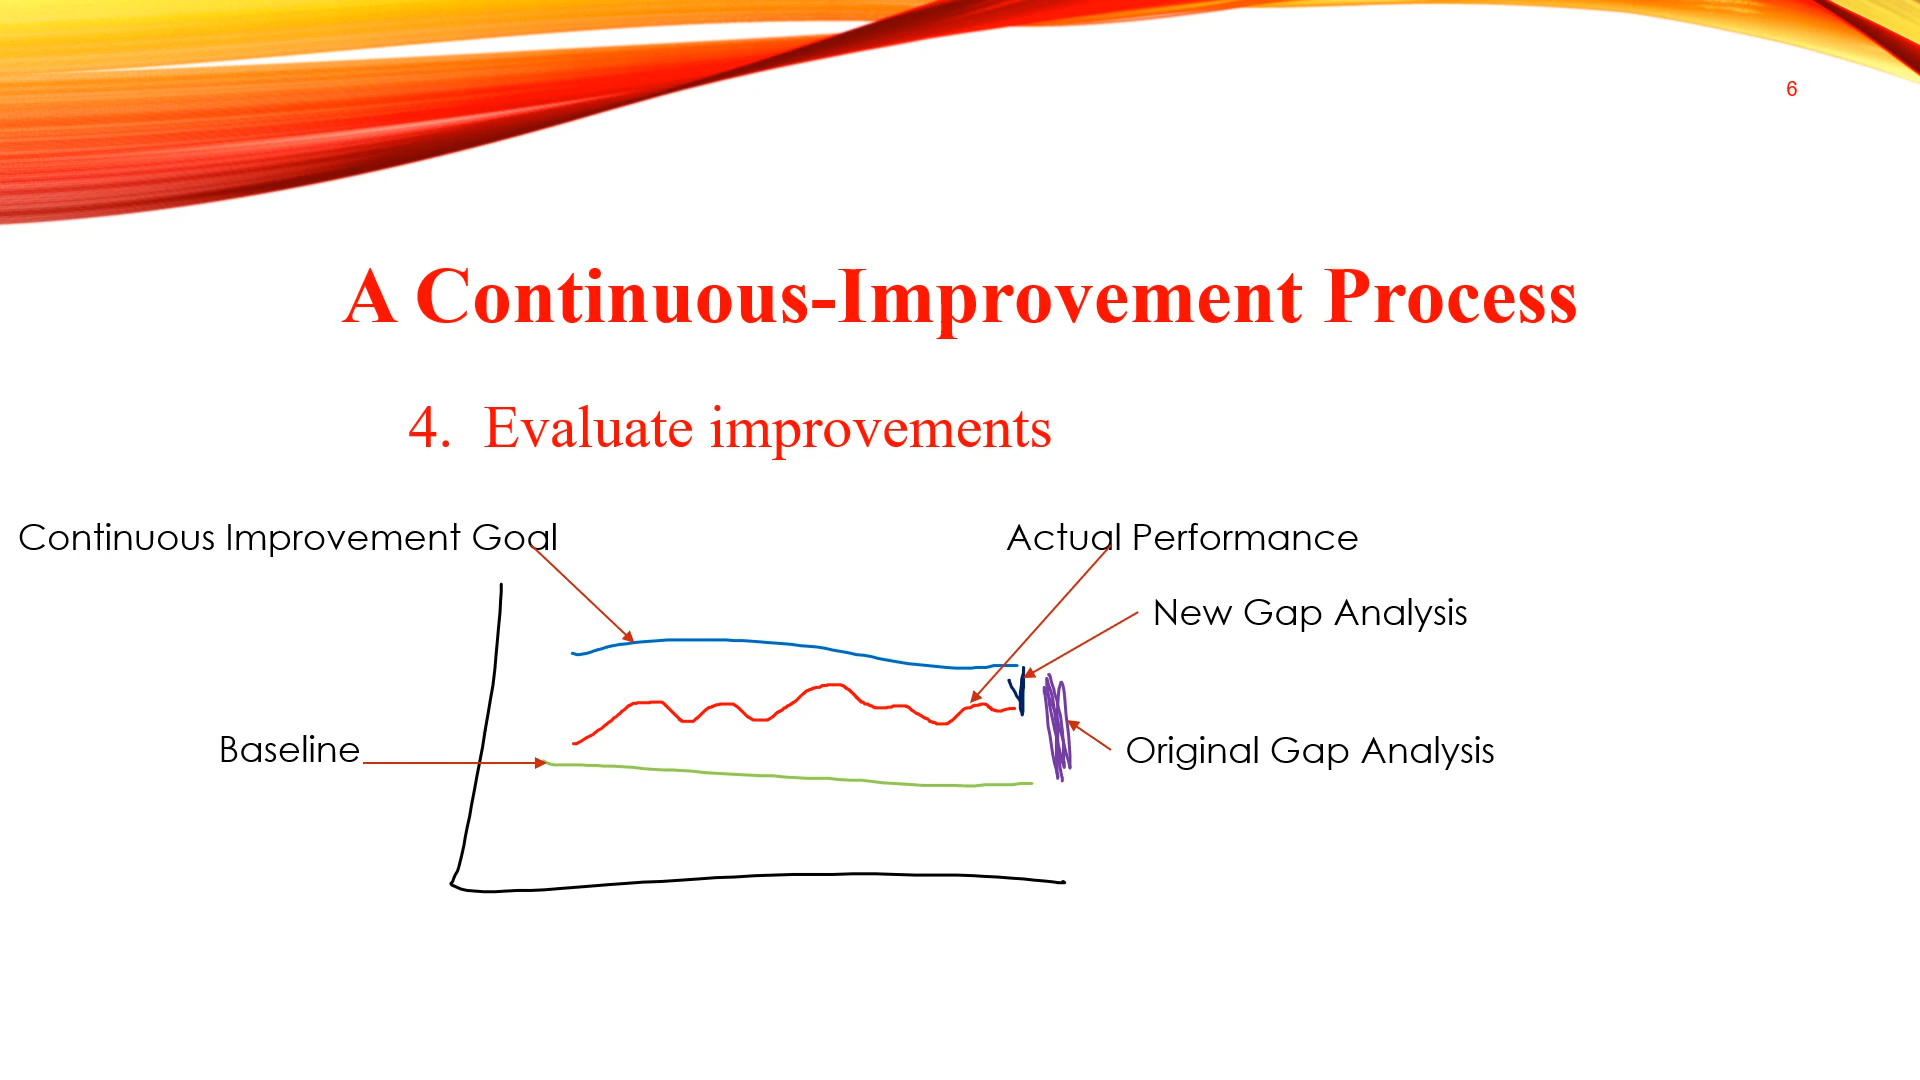 6
A Continuous-Improvement Process
4. Evaluate improvements
Continuous Improvement Goal
Actual Performance
New Gap Analysis
Baseline
Original Gap Analysis